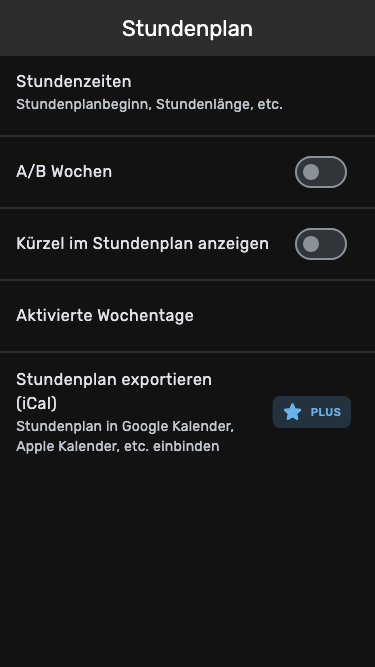 Stundenplan
Stundenzeiten
Stundenplanbeginn, Stundenlänge, etc.
A/B Wochen
Kürzel im Stundenplan anzeigen
Aktivierte Wochentage
Stundenplan exportieren
(iCal)
Stundenplan in Google Kalender,
Apple Kalender, etc. einbinden
PLUS